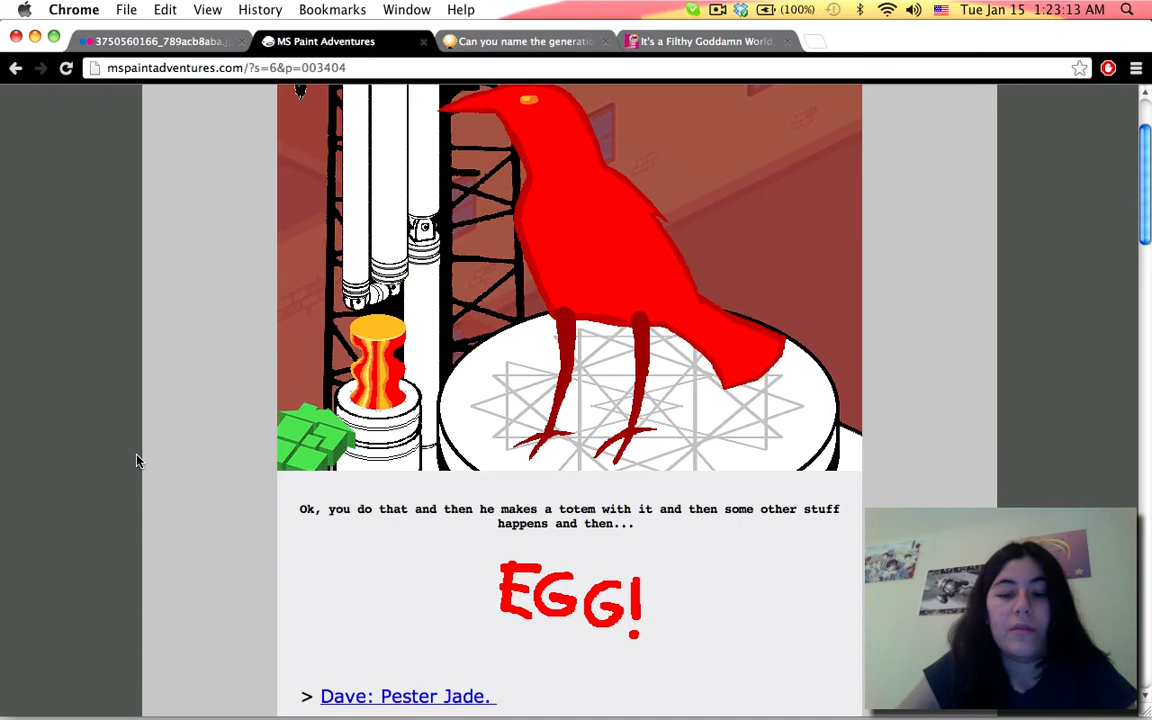 Chrome File Edit View History Bookmarks Window Help (100%) Tue Jan 15 1:23:13 AM
3750560166_789acb8aba.j MS Paint Adventures Can you name the generatio It's a Filthy Goddamn World.
mspaintadventures.com/?s=6&p=003404
Ok, you do that and then he makes a totem with it and then some other stuff
happens and then...
EGG!
> Dave: Pester Jade.